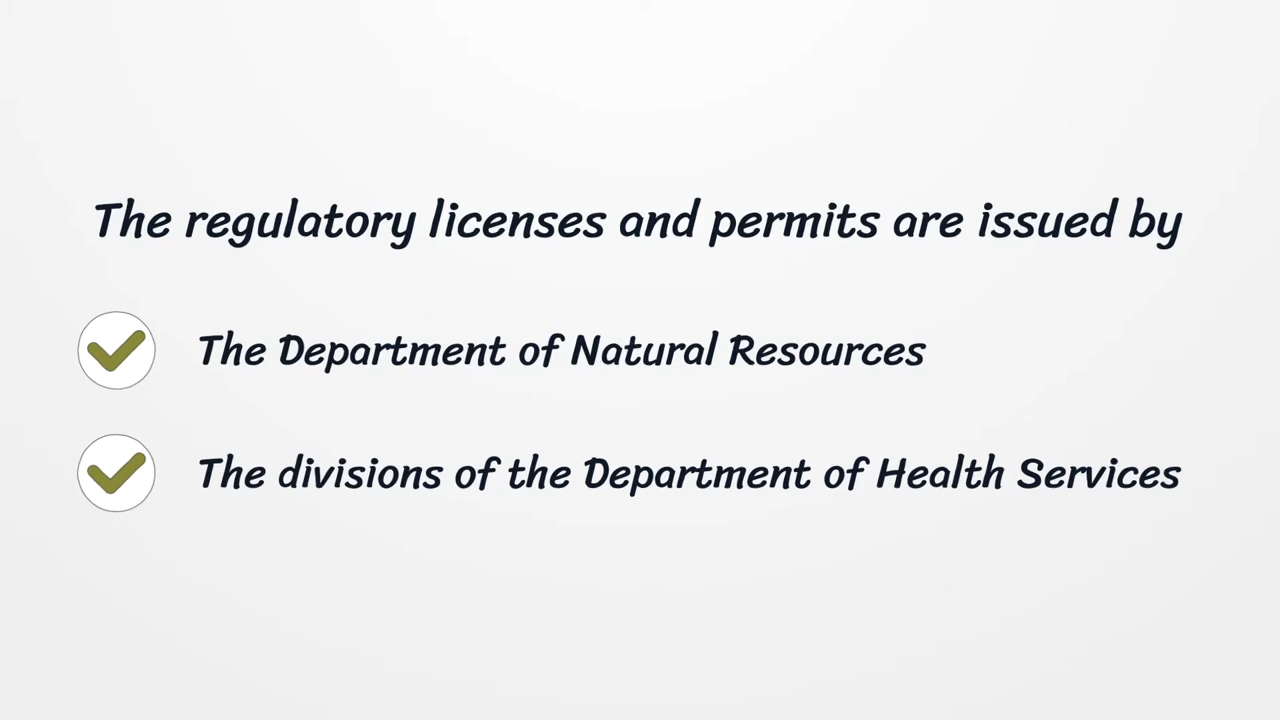 The regulatory licenses and permits are issued by
The Department of Natural Resources
The divisions of the Department of Health Services